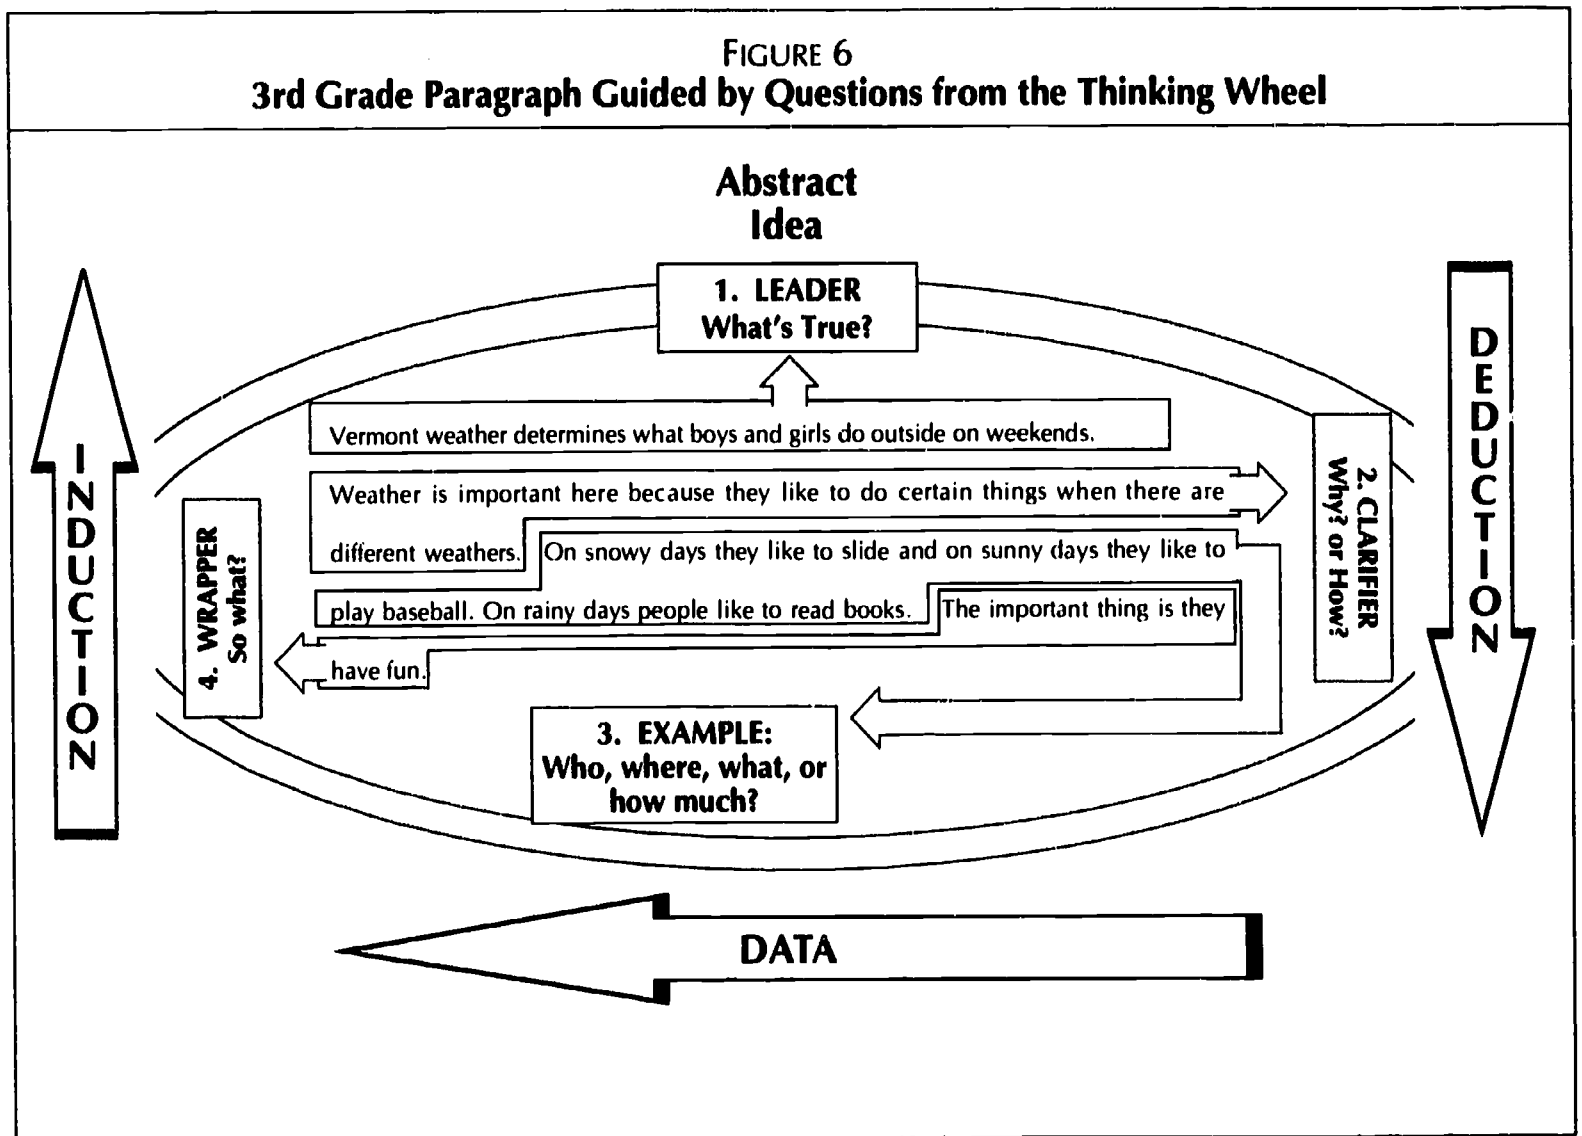 FIGURE 6
3rd Grade Paragraph Guided by Questions from the Thinking Wheel
Abstract
Idea
1. LEADER
What's True?
Vermont weather determines what boys and girls do outside on weekends.
Weather is important here because they like to do certain things when there are
different weathers. On snowy days they like to slide and on sunny days they like to
play baseball. On rainy days people like to read books. The important thing is they
have fun.
2. CLARIFIER
Why? or How?
3. EXAMPLE:
Who, where, what, or
how much?
4. WRAPPER
So what?
INDUCTION
DEDUCTION
DATA